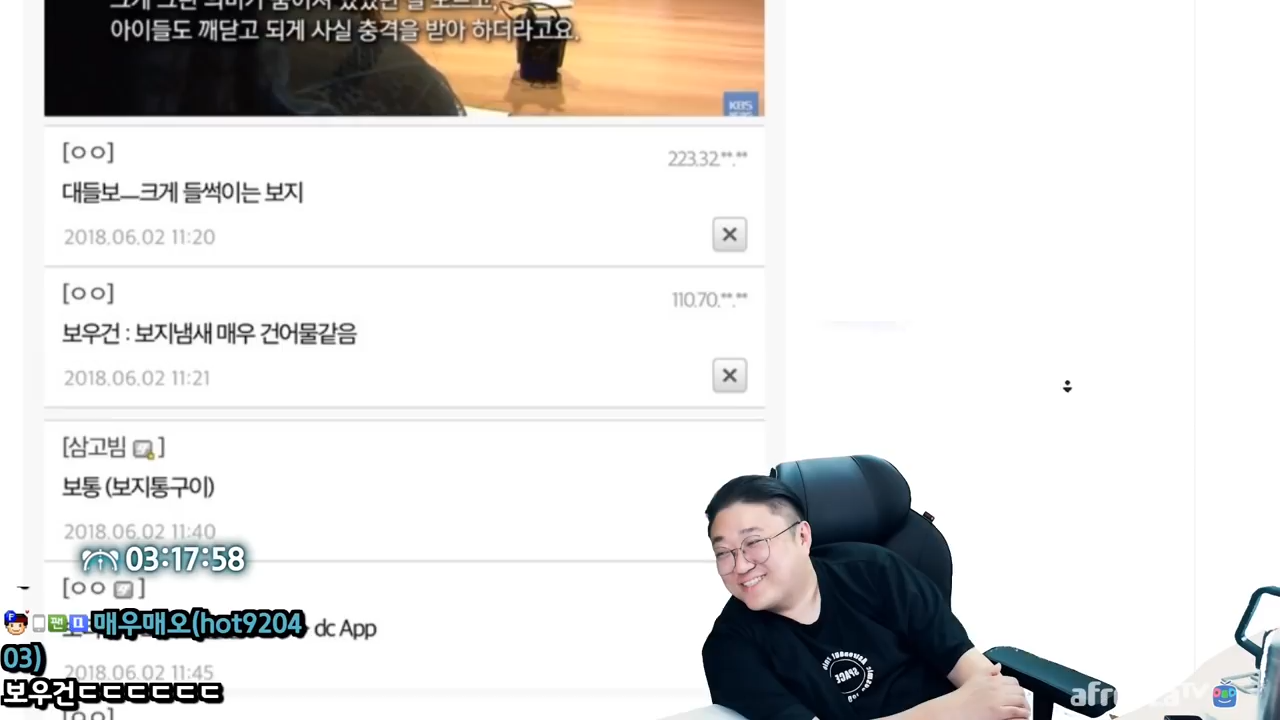 아이들도 깨닫고 되게 사실 충격을 받아 하더라고요.
KBS
NEWS
[ㅇㅇ]
223.32.**.**
대들보ㅡ크게 들썩이는 보지
2018.06.02 11:20
[ㅇㅇ]
110.70.**.**
보우건 : 보지냄새 매우 건어물같음
2018.06.02 11:21
[삼고빔]
보통 (보지통구이)
2018.06.02 11:40
03:17:58
[ㅇㅇ]
매우매오(hot9204
03)
dc App
2018.06.02 11:45
보우건ㄷㄷㄷㄷㄷㄷ
[ㅇㅇ]
SPACE
afreecaTV